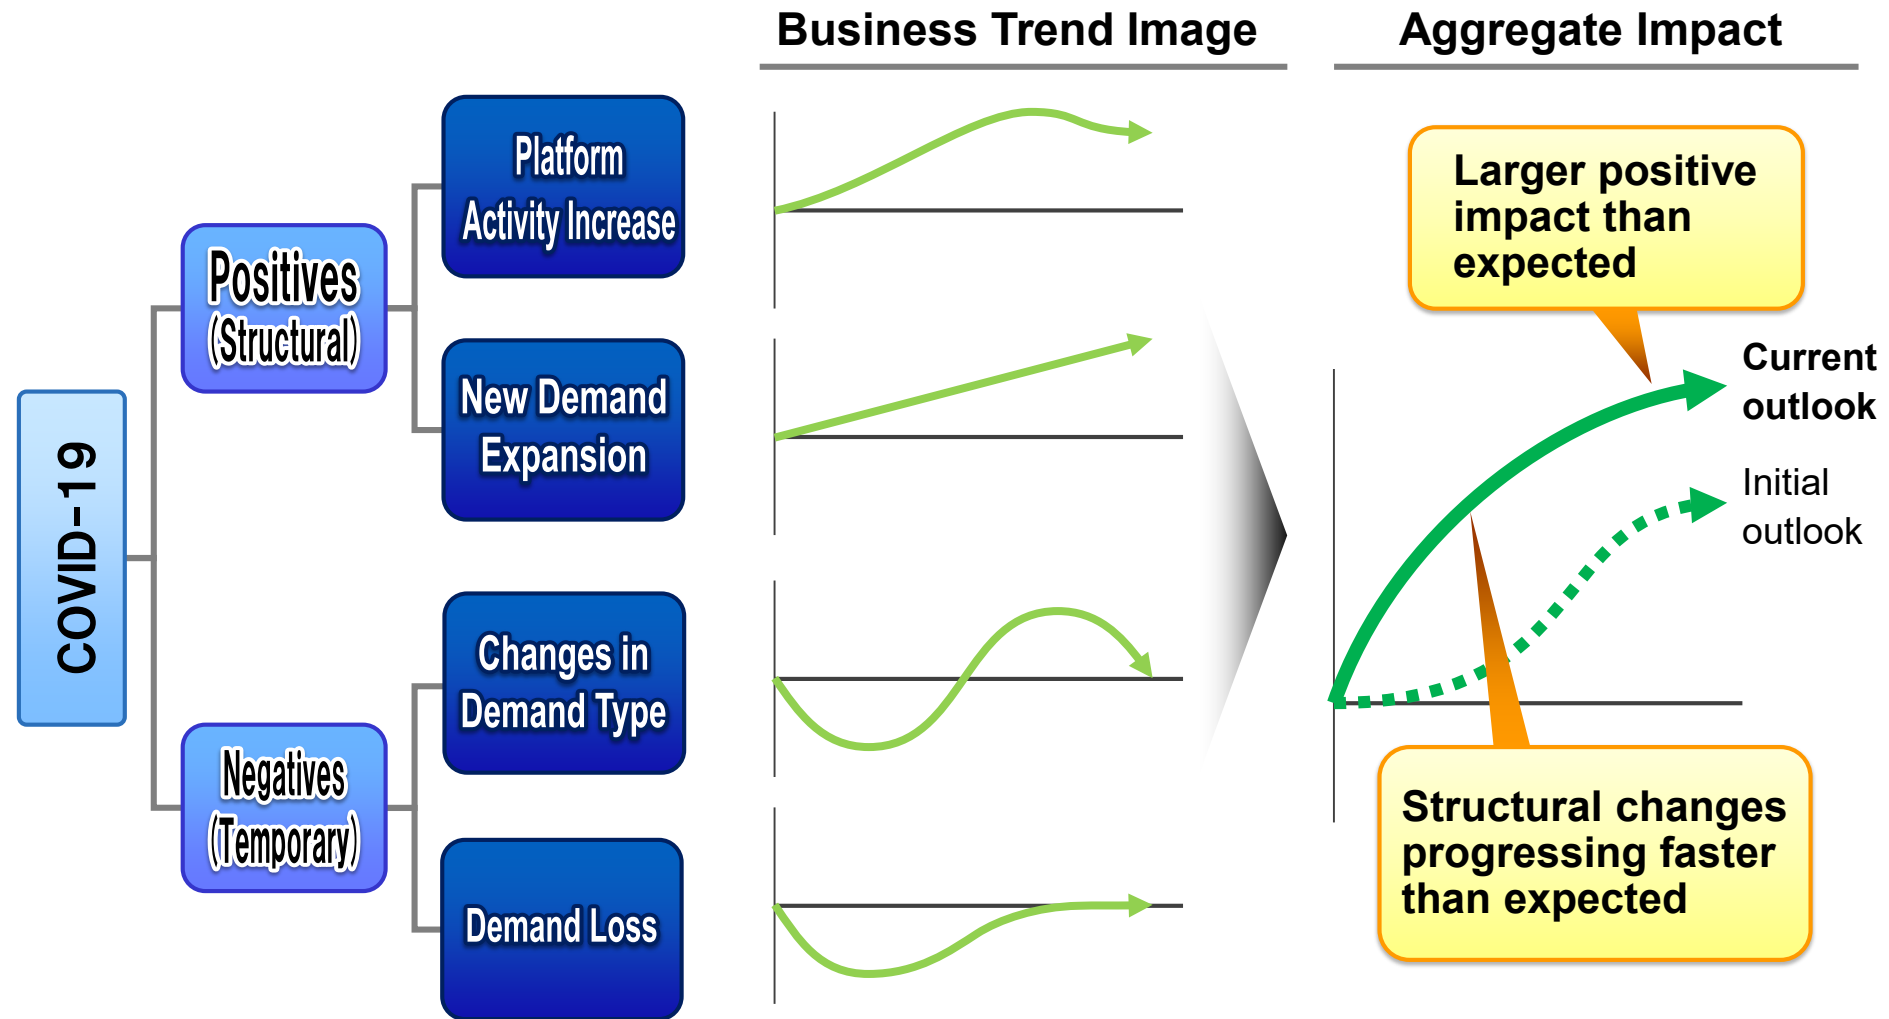 Business Trend Image
Aggregate Impact
COVID-19
Positives
(Structural)
Platform
Activity Increase
New Demand
Expansion
Negatives
(Temporary)
Changes in
Demand Type
Demand Loss
Larger positive
impact than
expected
Current
outlook
Initial
outlook
Structural changes
progressing faster
than expected